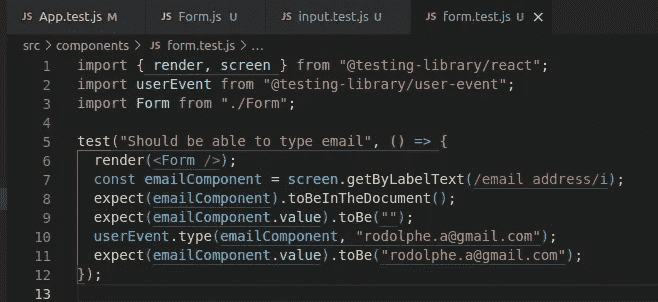 JS App.test.js M JS Form.js U JS input.test.js U JS form.test.js U ×
src > components > JS form.test.js > ...
1 import { render, screen } from "@testing-library/react";
2 import userEvent from "@testing-library/user-event";
3 import Form from "./Form";
4
5 test("Should be able to type email", () => {
6 render(<Form />);
7 const emailComponent = screen.getByLabelText(/email address/i);
8 expect(emailComponent).toBeInTheDocument();
9 expect(emailComponent.value).toBe("");
10 userEvent.type(emailComponent, "rodolphe.a@gmail.com");
11 expect(emailComponent.value).toBe("rodolphe.a@gmail.com");
12 });
13